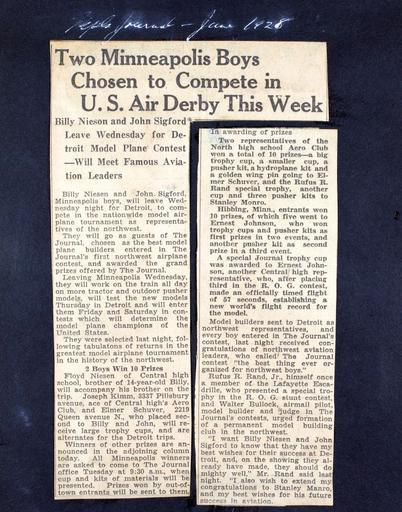 Mpls Journal - June 1928
Two Minneapolis Boys
Chosen to Compete in
U. S. Air Derby This Week
Billy Nieson and John Sigford
Leave Wednesday for De-
troit Model Plane Contest
—Will Meet Famous Avia-
tion Leaders
Billy Niesen and John Sigford,
Minneapolis boys, will leave Wed-
nesday night for Detroit, to com-
pete in the nationwide model air-
plane tournament as representa-
tives of the northwest.
They will go as guests of The
Journal, chosen as the best model
plane builders entered in The
Journal's first northwest airplane
contest, and awarded the grand
prizes offered by The Journal.
Leaving Minneapolis Wednesday,
they will work on the train all day
on more tractor and outdoor pusher
models, will test the new models
Thursday in Detroit and will enter
them Friday and Saturday in con-
tests which will determine the
model plane champions of the
United States.
They were selected last night, fol-
lowing tabulations of returns in the
greatest model airplane tournament
in the history of the northwest.
3 Boys Win 10 Prizes
Floyd Niesen of Central high
school, brother of 14-year-old Billy,
will accompany his brother on the
trip. Joseph Klimm, 3337 Pillsbury
avenue, ace of Central high's Aero
Club, and Elmer Schuver, 2219
Queen avenue N., who placed sec-
ond to Billy and John, will re-
ceive large trophy cups, and are
alternates for the Detroit trips.
Winners of other prizes are an-
nounced in the adjoining column
today. All Minneapolis winners
are asked to come to The Journal
office Tuesday at 9:30 a.m., when
cup and kits of materials will be
presented. Prizes won by out-of-
town entrants will be sent to them
in awarding of prizes
Two representatives of the
North high school Aero Club
won a total of 10 prizes—a big
trophy cup, a smaller cup, a
pusher kit, a hydroplane kit and
a golden wing pin going to El-
mer Schuver, and the Rufus R.
Rand special trophy, another
cup and three pusher kits to
Stanley Monro.
Hibbing, Minn., entrants won
10 prizes, of which five went to
Ernest Johnson, who won
trophy cups and pusher kits as
first prizes in two events, and
another pusher kit as second
prize in a third event.
A special Journal trophy cup
was awarded to Ernest John-
son, another Central high rep-
resentative, who, after placing
third in the R. O. G. contest,
made an officially timed flight
of 57 seconds, establishing a
new world's flight record for
the model.
Model builders sent to Detroit as
northwest representatives, and
every boy entered in The Journal's
contest, last night received con-
gratulations of northwest aviation
leaders, who called The Journal
contest "the best thing ever or-
ganized for northwest boys."
Rufus R. Rand, Jr., himself once
a member of the Lafayette Esca-
drille, who presented a special tro-
phy in the R. O. G. stunt contest,
and Walter Bullock, airmail pilot,
model builder and judge in The
Journal's contests, urged formation
of a permanent model building
club in the northwest.
"I want Billy Niesen and John
Sigford to know that they have my
best wishes for their success at De-
troit, and, on the showing they al-
ready have made, they should do
mighty well," Mr. Rand said last
night. "I also wish to extend my
congratulations to Stanley Monro,
and my best wishes for his future
success in aviation.